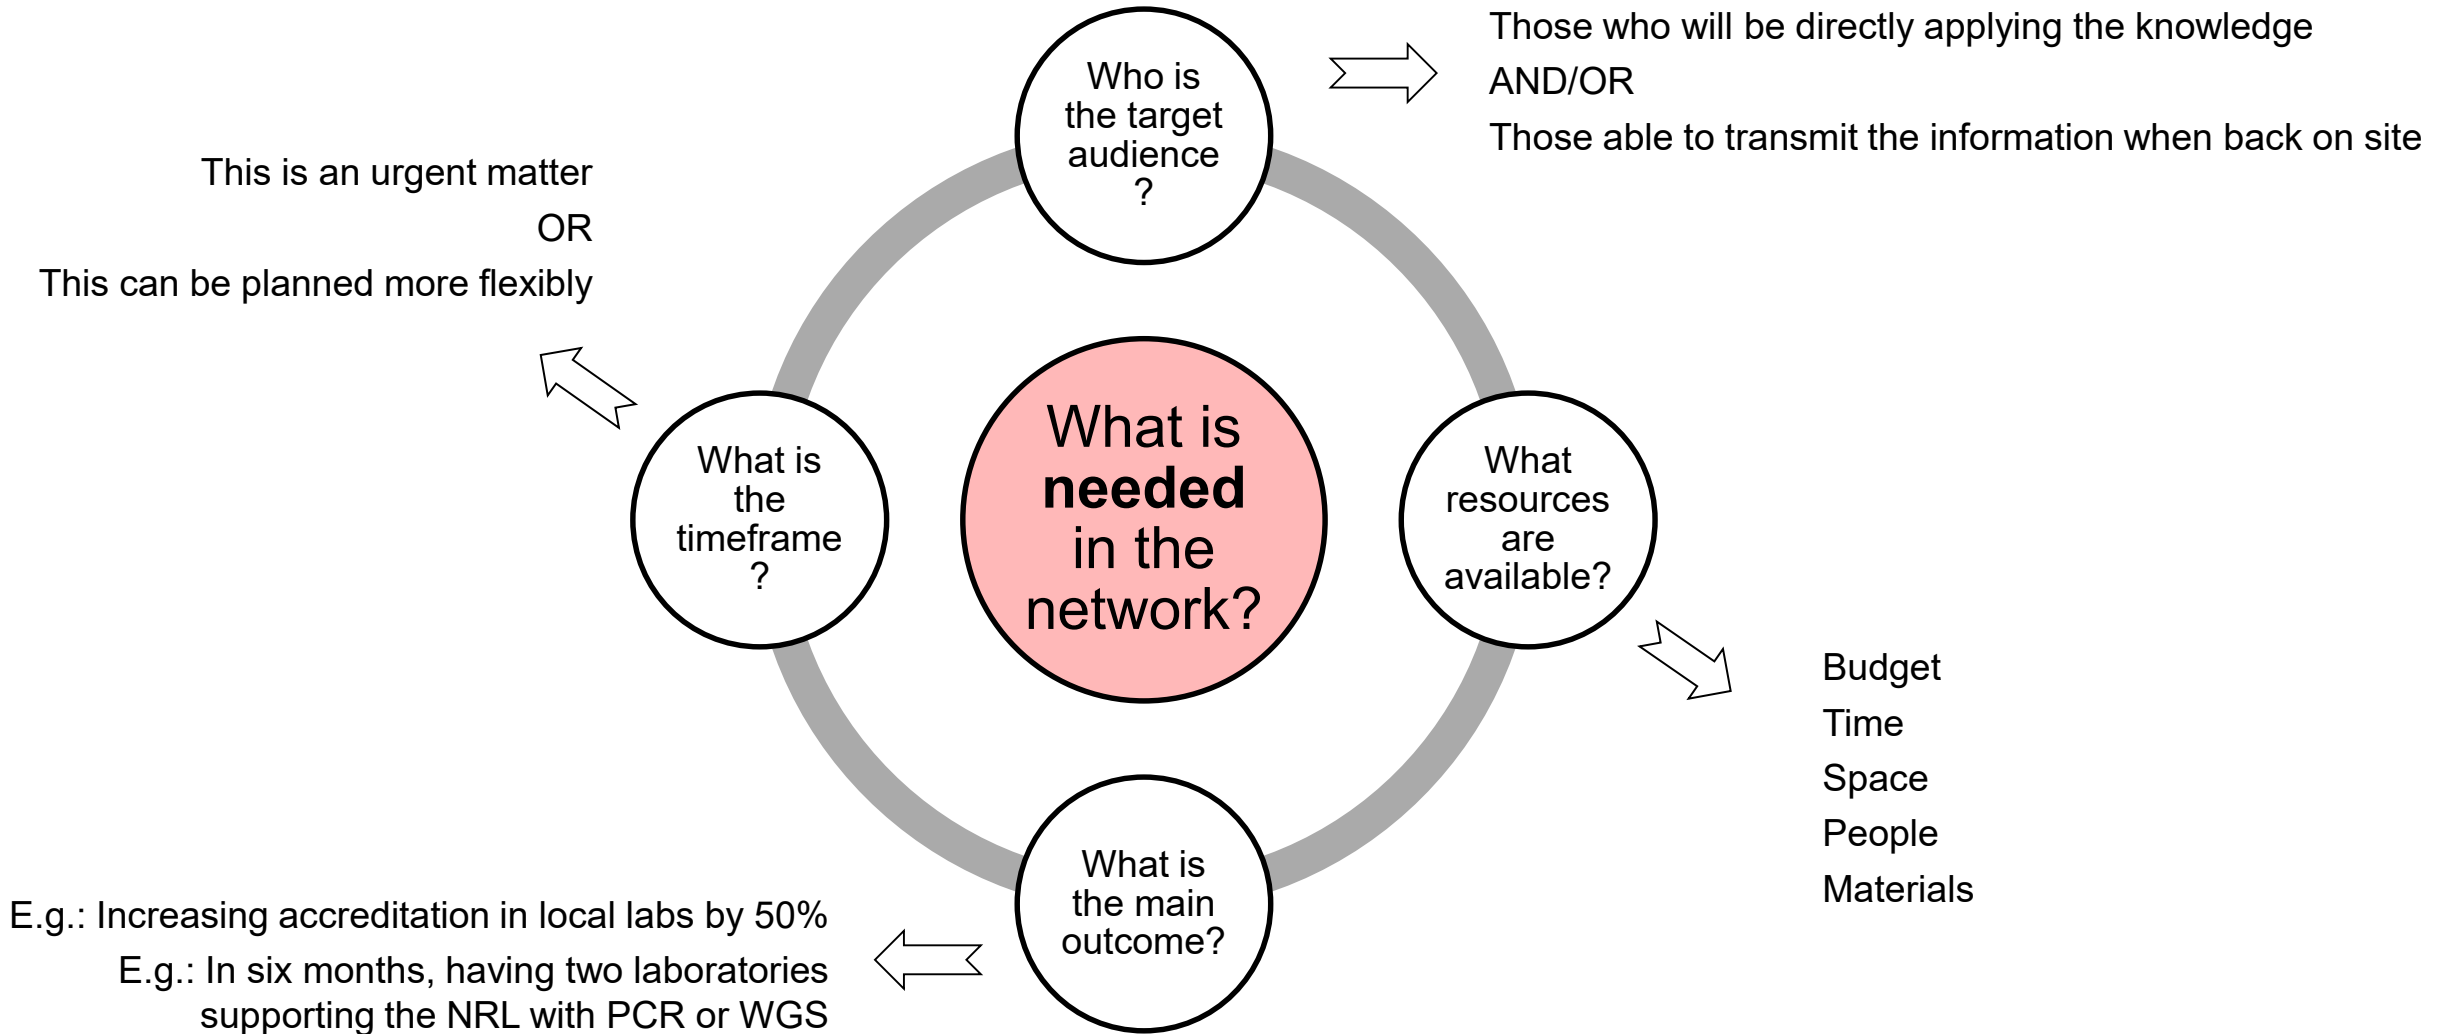 Who is
the target
audience
?
Those who will be directly applying the knowledge
AND/OR
Those able to transmit the information when back on site
This is an urgent matter
OR
This can be planned more flexibly
What is
the
timeframe
?
What is
needed
in the
network?
What
resources
are
available?
Budget
Time
Space
People
Materials
What is
the main
outcome?
E.g.: Increasing accreditation in local labs by 50%
E.g.: In six months, having two laboratories
supporting the NRL with PCR or WGS